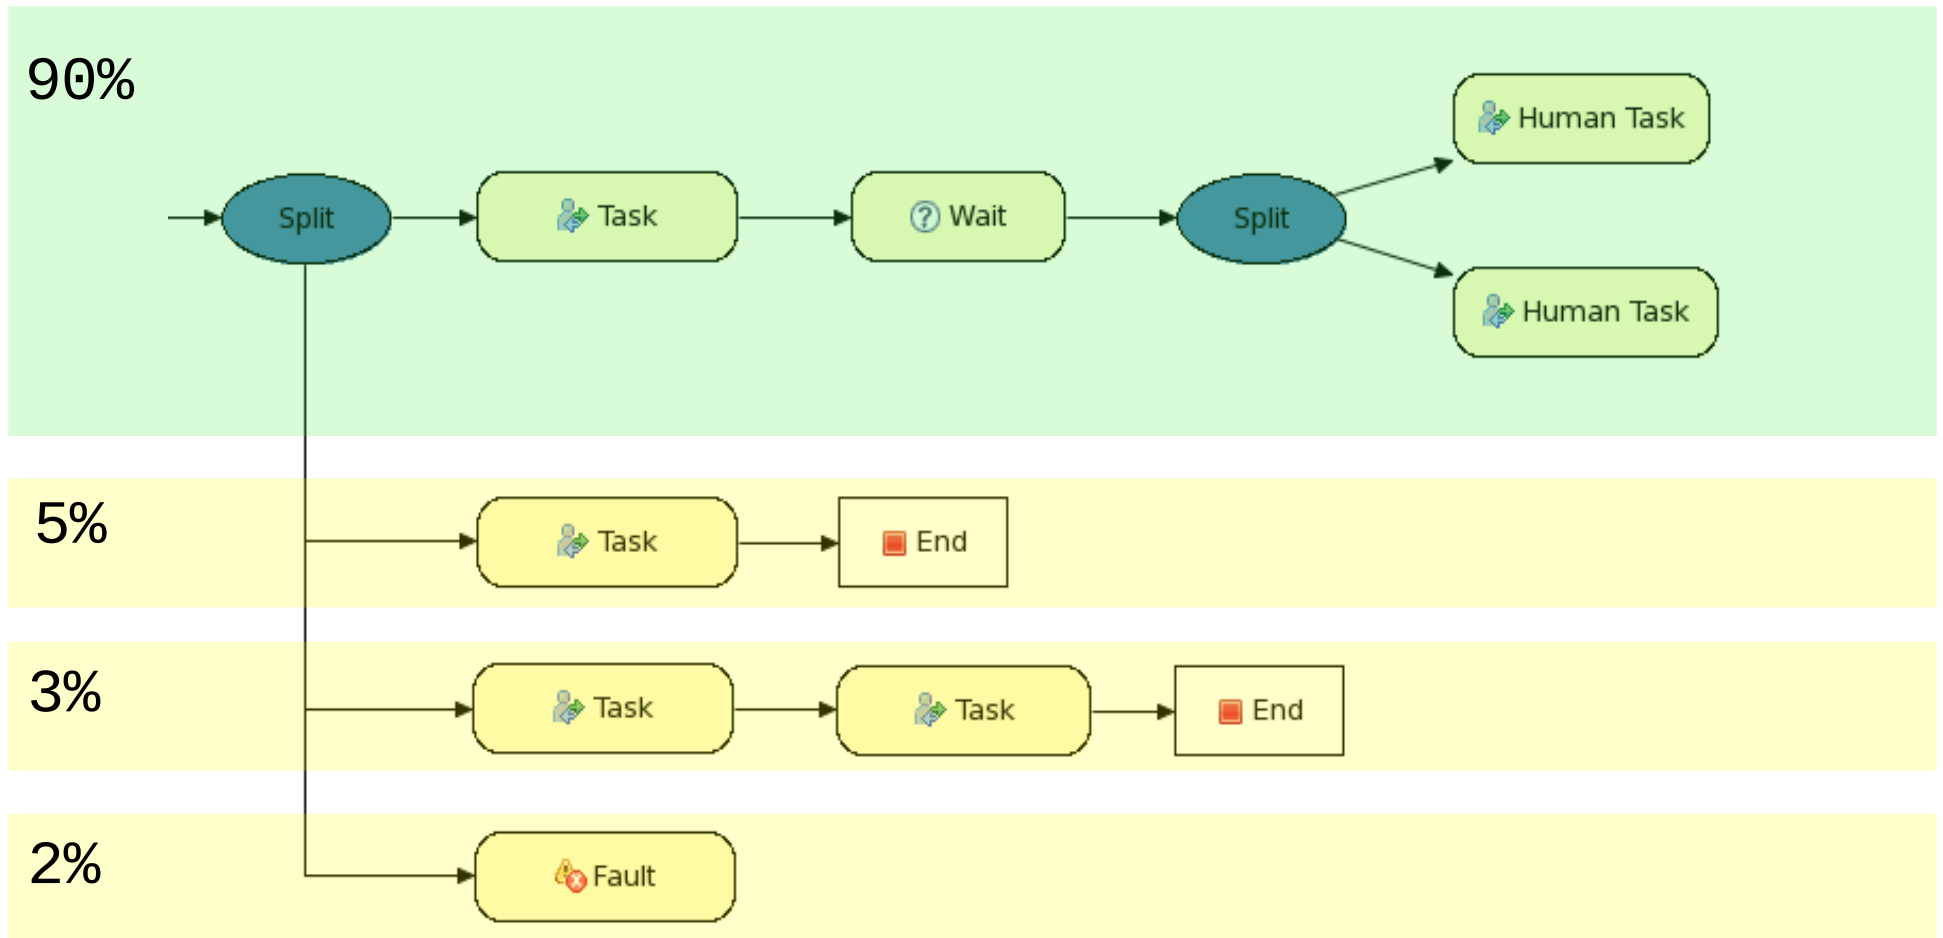 90%
Human Task
Split
Task
? Wait
Split
Human Task
5%
Task
End
3%
Task
Task
End
2%
Fault